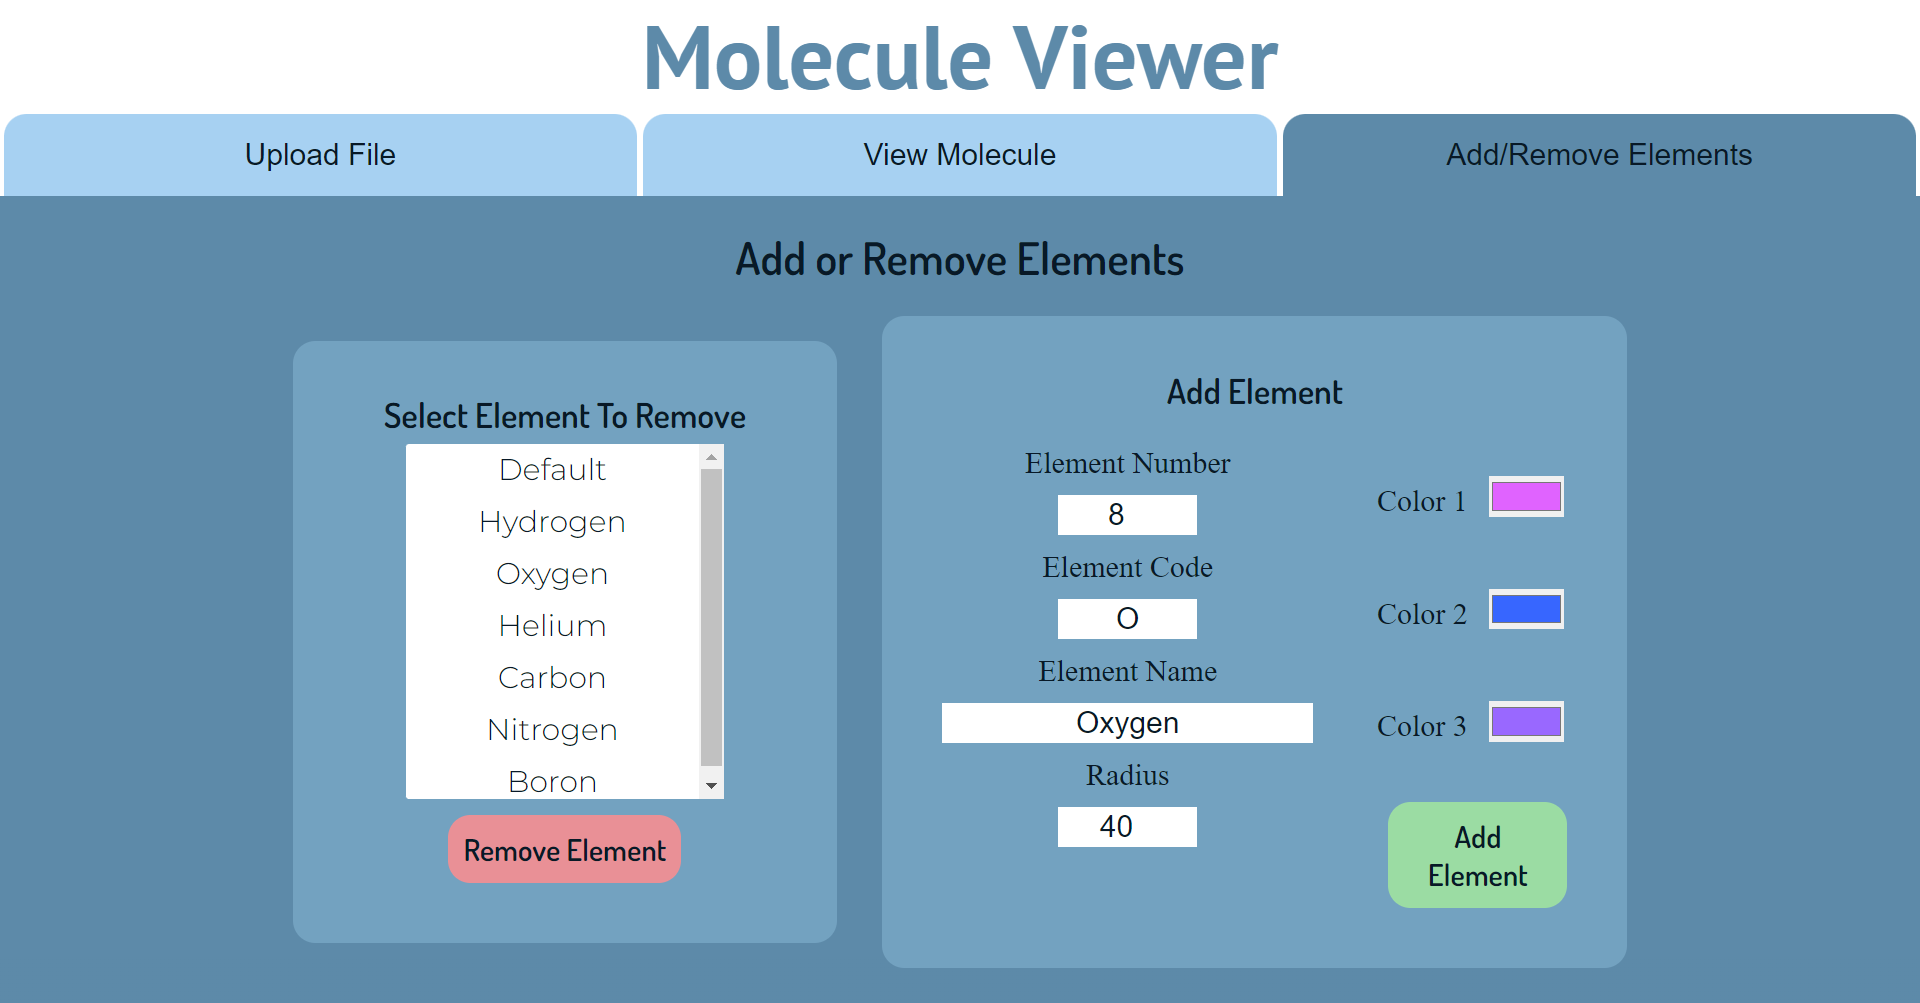 Molecule Viewer
Upload File
View Molecule
Add/Remove Elements
Add or Remove Elements
Select Element To Remove
Default
Hydrogen
Oxygen
Helium
Carbon
Nitrogen
Boron
Remove Element
Add Element
Element Number
8
Element Code
O
Element Name
Oxygen
Radius
40
Color 1
Color 2
Color 3
Add
Element